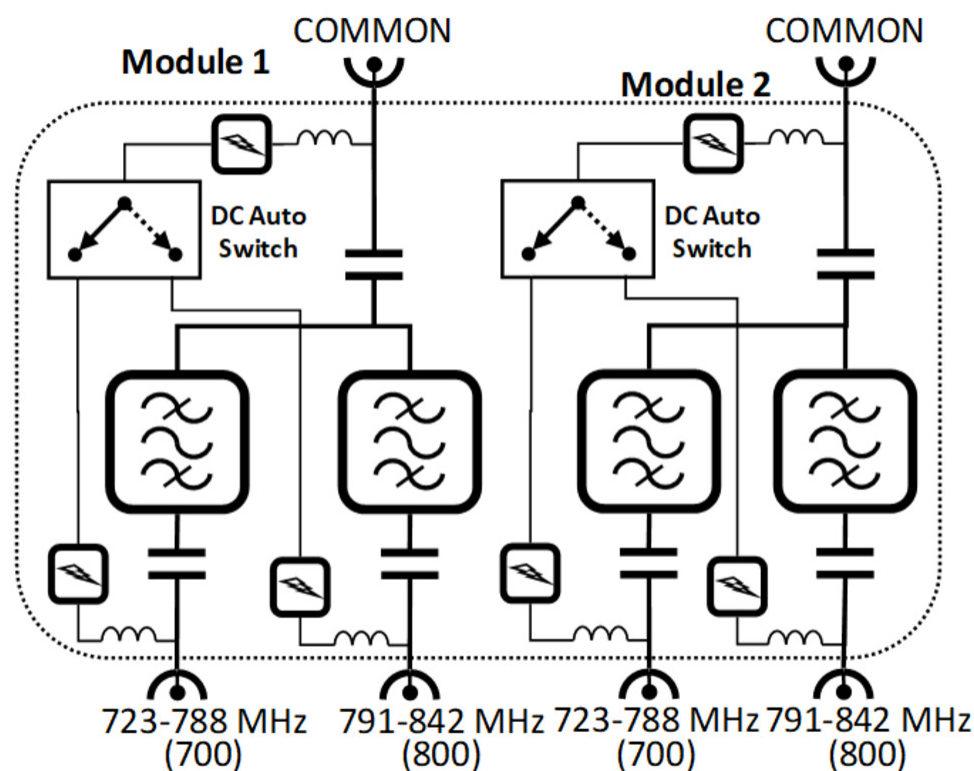 COMMON
COMMON
Module 1
Module 2
DC Auto
Switch
DC Auto
Switch
723-788 MHz
(700)
791-842 MHz
(800)
723-788 MHz
(700)
791-842 MHz
(800)